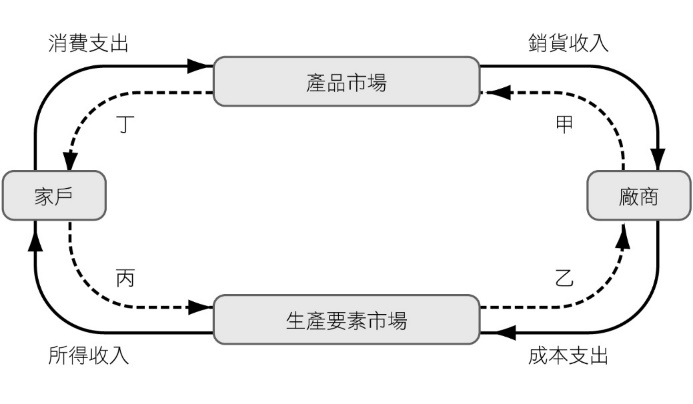 消費支出
銷貨收入
產品市場
丁
甲
家戶
廠商
丙
乙
生產要素市場
所得收入
成本支出